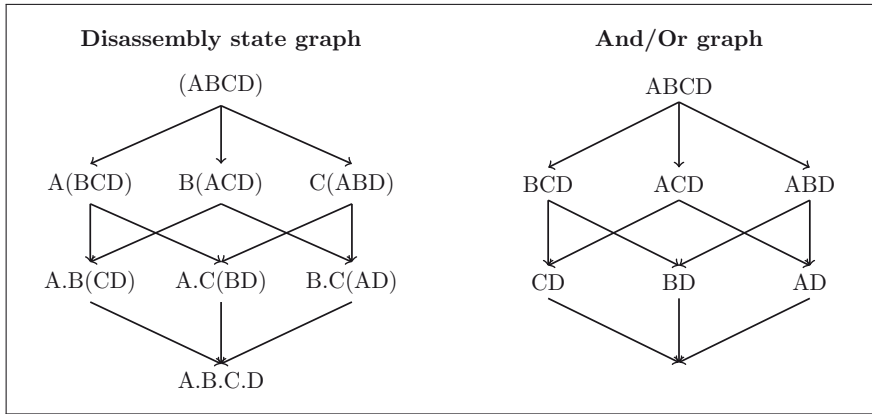 Disassembly state graph
(ABCD)
A(BCD) B(ACD) C(ABD)
A.B(CD) A.C(BD) B.C(AD)
A.B.C.D
And/Or graph
ABCD
BCD ACD ABD
CD BD AD